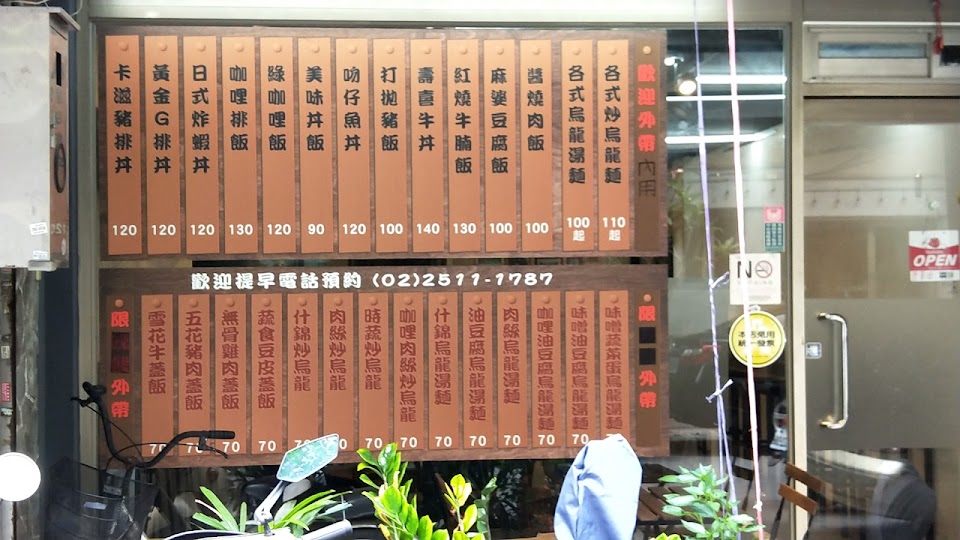 歡迎外帶內用
各式炒烏龍麵 110起
各式烏龍湯麵 100起
醬燒肉飯 100
麻婆豆腐飯 100
紅燒牛腩飯 130
壽喜牛丼 140
打拋豬飯 100
吻仔魚丼 120
美味丼飯 90
綠咖哩飯 120
咖哩排飯 130
日式炸蝦丼 120
黃金G排丼 120
卡滋豬排丼 120
歡迎提早電話預約 (02)2511-1787
限
外帶
味噌蔬菜蛋烏龍湯麵
味噌油豆腐烏龍湯麵 70
咖哩油豆腐烏龍湯麵 70
肉絲烏龍湯麵 70
油豆腐烏龍湯麵 70
什錦烏龍湯麵 70
咖哩肉絲炒烏龍 70
時蔬炒烏龍 70
肉絲炒烏龍 70
什錦炒烏龍 70
蔬食豆皮蓋飯 70
無骨雞肉蓋飯 70
五花豬肉蓋飯 70
雪花牛蓋飯 70
限
外帶
OPEN
本店免用
統一發票